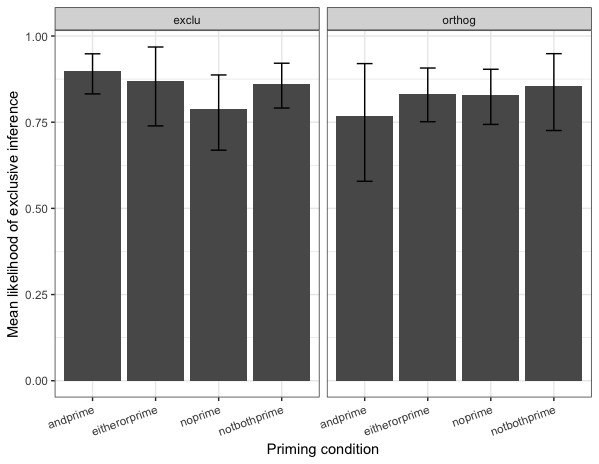 exclu
orthog
Mean likelihood of exclusive inference
1.00
0.75
0.50
0.25
0.00
andprime
eitherorprime
noprime
notbothprime
andprime
eitherorprime
noprime
notbothprime
Priming condition